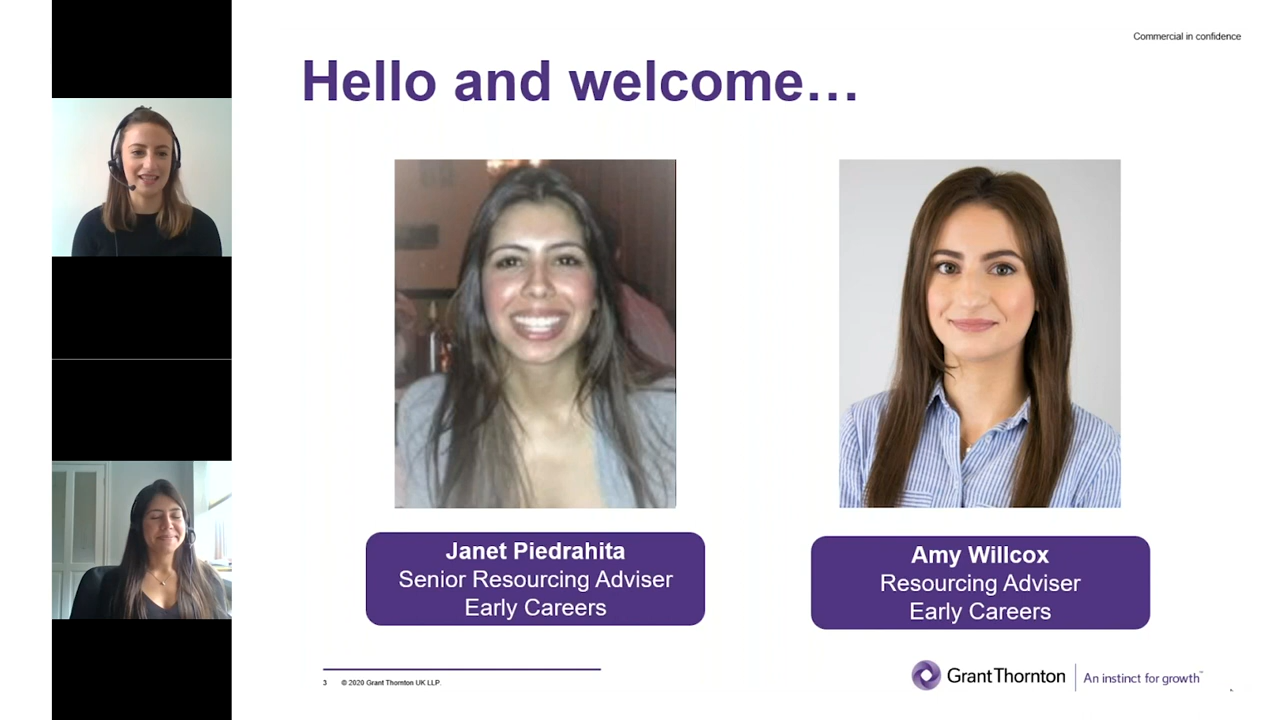 Commercial in confidence
Hello and welcome…
Janet Piedrahita
Senior Resourcing Adviser
Early Careers
Amy Willcox
Resourcing Adviser
Early Careers
3 © 2020 Grant Thornton UK LLP.
GrantThornton An instinct for growth™